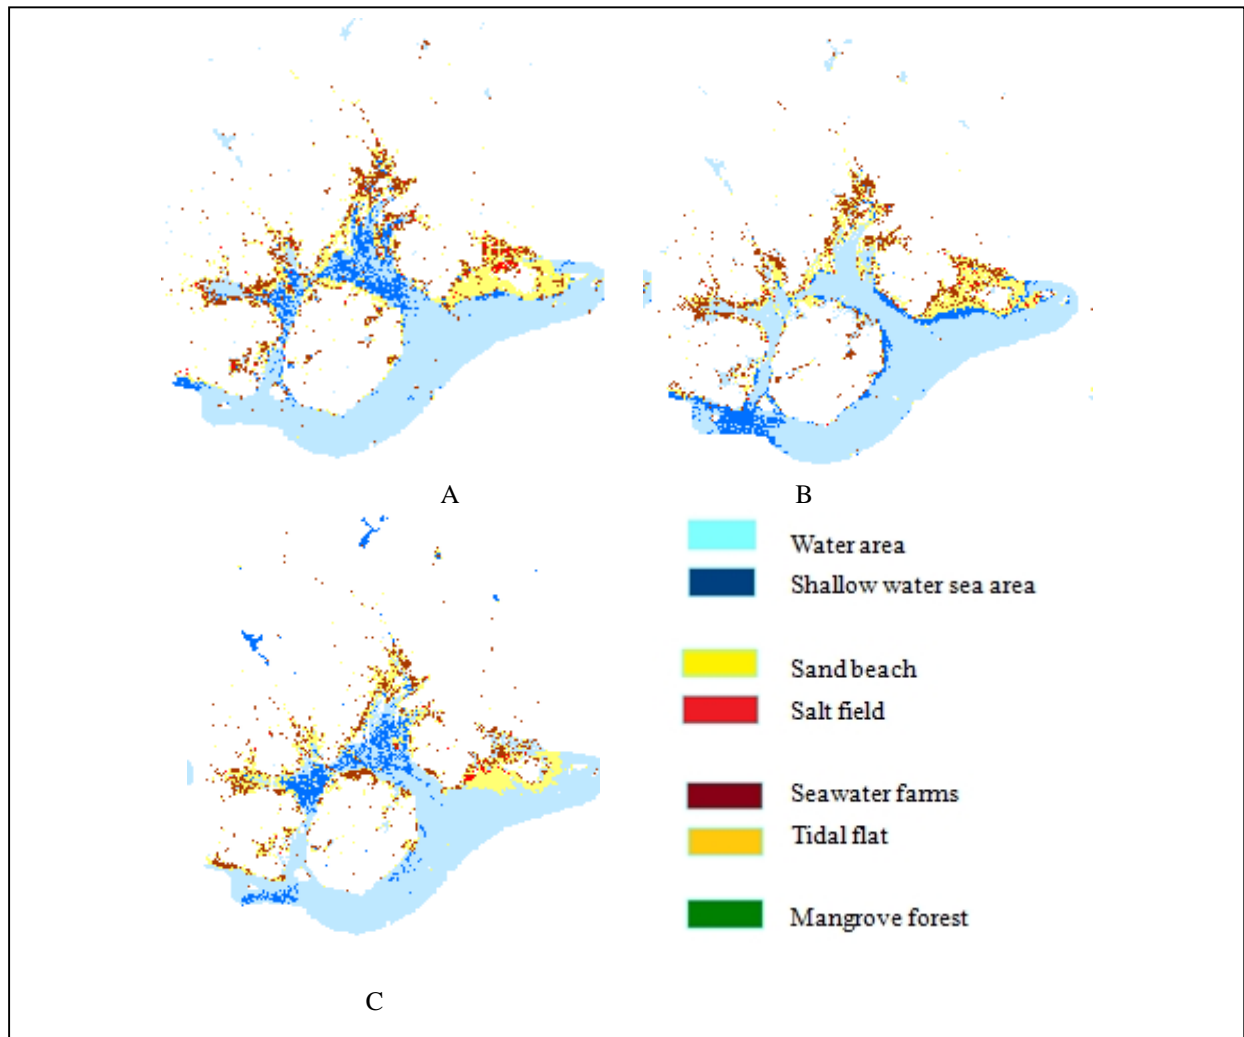 A
B
Water area
Shallow water sea area
Sand beach
Salt field
Seawater farms
Tidal flat
Mangrove forest
C